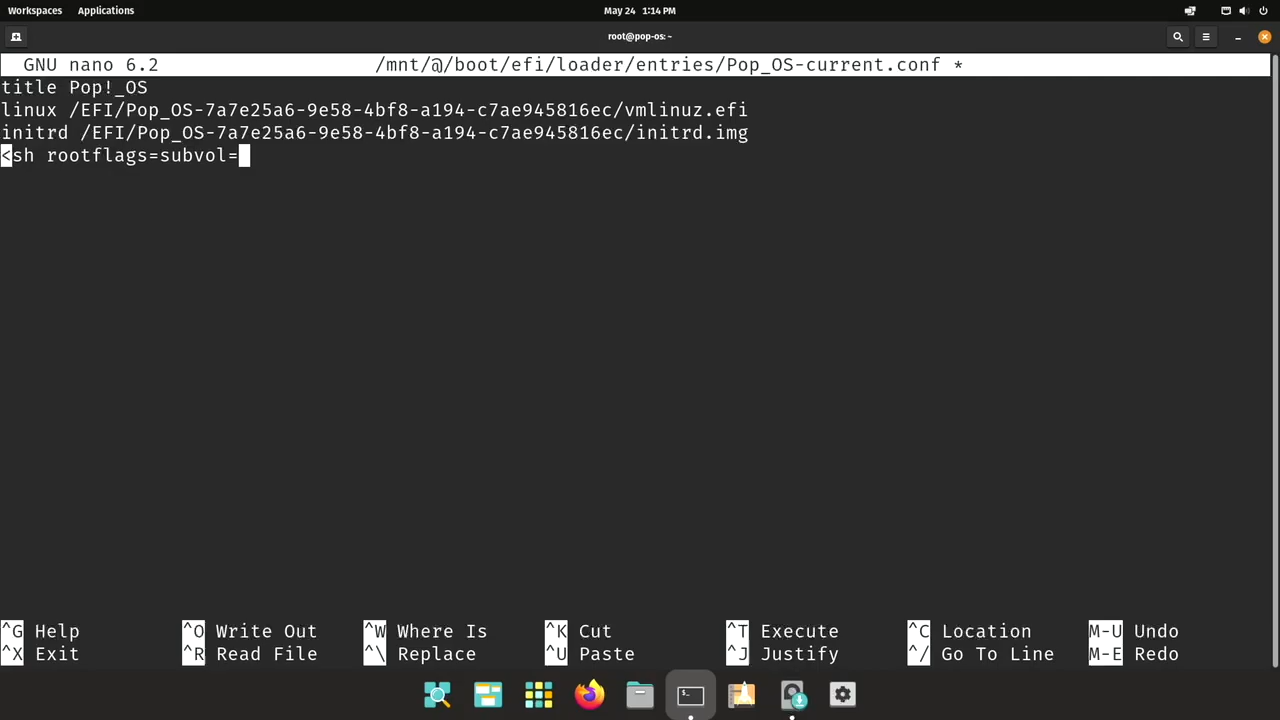 Workspaces Applications May 24 1:14 PM
root@pop-os: ~
GNU nano 6.2 /mnt/@/boot/efi/loader/entries/Pop_OS-current.conf *
title Pop!_OS
linux /EFI/Pop_OS-7a7e25a6-9e58-4bf8-a194-c7ae945816ec/vmlinuz.efi
initrd /EFI/Pop_OS-7a7e25a6-9e58-4bf8-a194-c7ae945816ec/initrd.img
<sh rootflags=subvol=
^G Help ^O Write Out ^W Where Is ^K Cut ^T Execute ^C Location M-U Undo
^X Exit ^R Read File ^\ Replace ^U Paste ^J Justify ^/ Go To Line M-E Redo